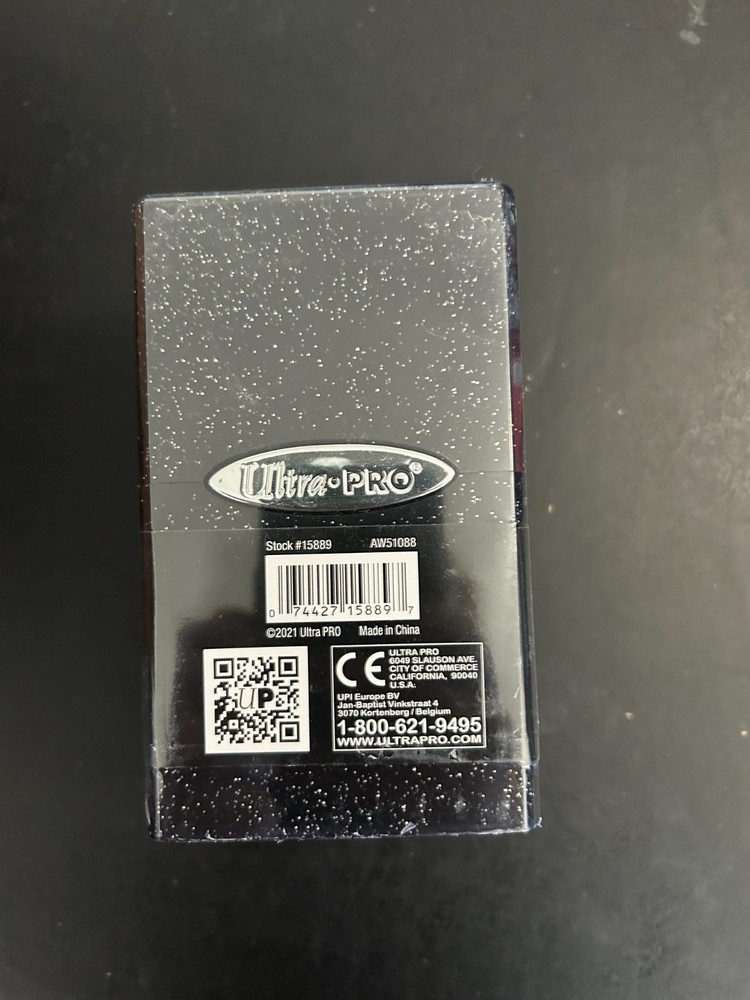 Ultra·PRO®
Stock #15889 AW51088
0 74427 15889 7
©2021 Ultra PRO Made in China
UP
CE
ULTRA PRO
6049 SLAUSON AVE.
CITY OF COMMERCE
CALIFORNIA, 90040
U.S.A.
UPI Europe BV
Jan-Baptist Vinkstraat 4
3070 Kortenberg / Belgium
1-800-621-9495
WWW.ULTRAPRO.COM